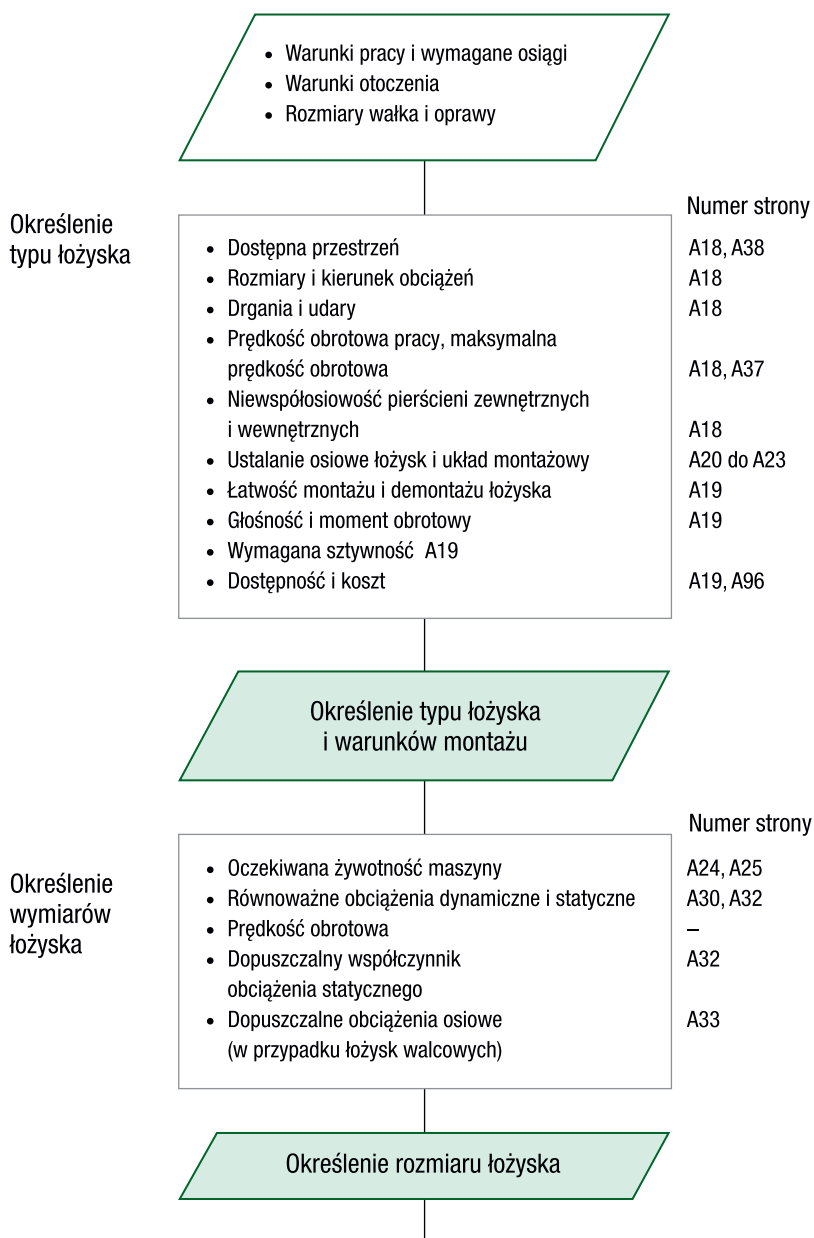 • Warunki pracy i wymagane osiągi
• Warunki otoczenia
• Rozmiary wałka i oprawy
Numer strony
Określenie
typu łożyska
• Dostępna przestrzeń A18, A38
• Rozmiary i kierunek obciążeń A18
• Drgania i udary A18
• Prędkość obrotowa pracy, maksymalna
prędkość obrotowa A18, A37
• Niewspółosiowość pierścieni zewnętrznych
i wewnętrznych A18
• Ustalanie osiowe łożysk i układ montażowy A20 do A23
• Łatwość montażu i demontażu łożyska A19
• Głośność i moment obrotowy A19
• Wymagana sztywność A19
• Dostępność i koszt A19, A96
Określenie typu łożyska
i warunków montażu
Numer strony
Określenie
wymiarów
łożyska
• Oczekiwana żywotność maszyny A24, A25
• Równoważne obciążenia dynamiczne i statyczne A30, A32
• Prędkość obrotowa –
• Dopuszczalny współczynnik A32
obciążenia statycznego
• Dopuszczalne obciążenia osiowe A33
(w przypadku łożysk walcowych)
Określenie rozmiaru łożyska